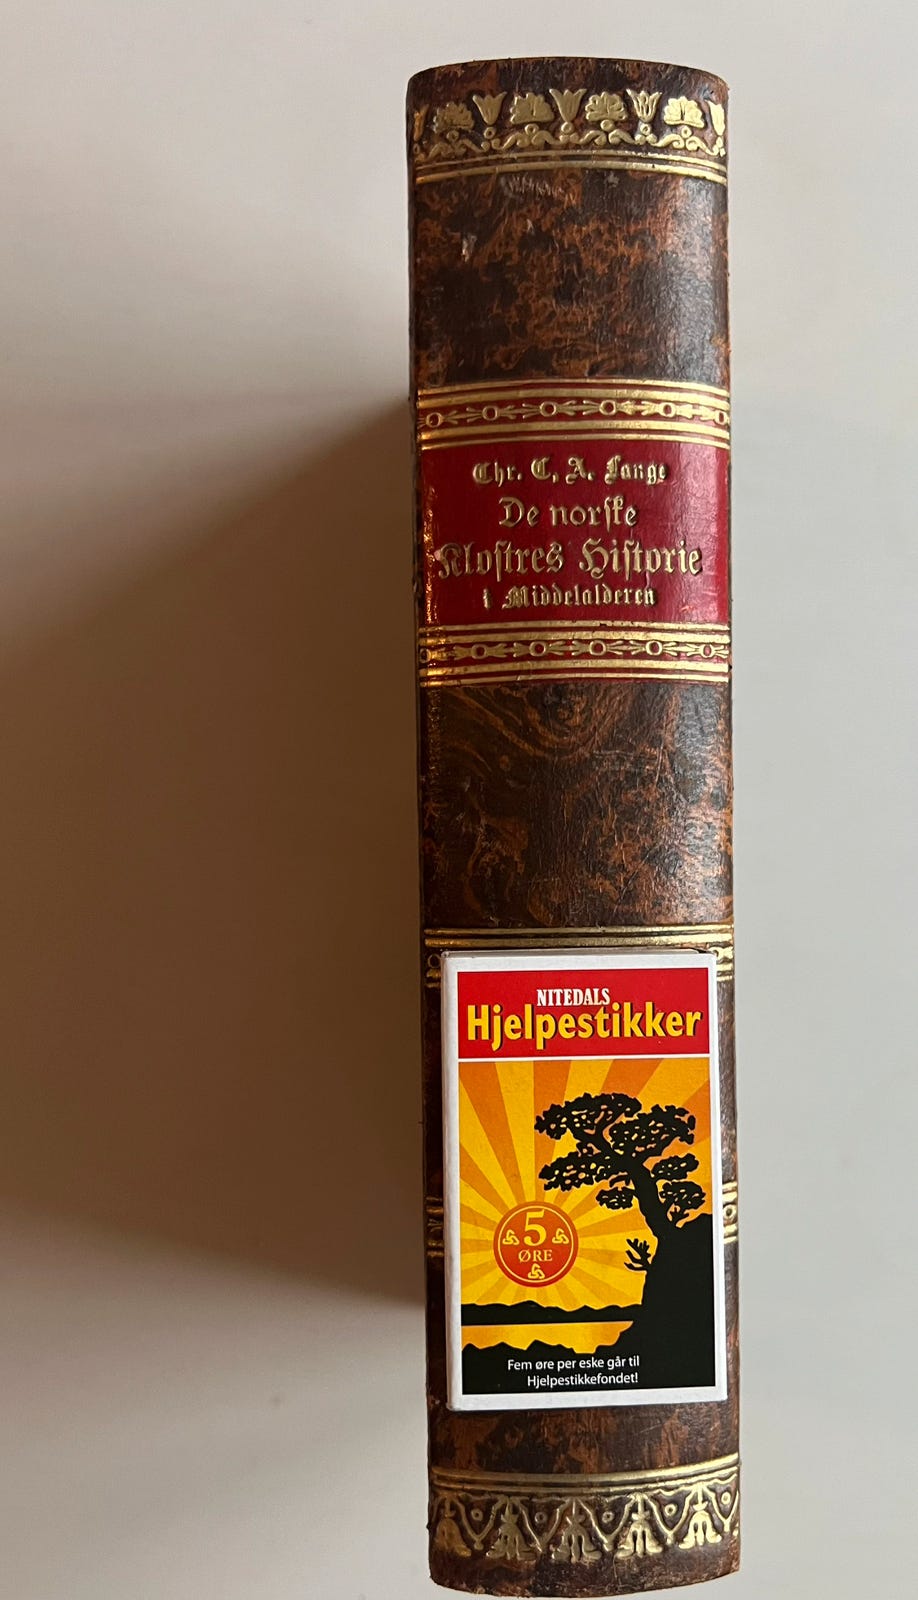 Chr. C. A. Lange
De norske
Klostres Historie
i Middelalderen
NITEDALS
Hjelpestikker
5
ØRE
Fem øre per eske går til
Hjelpestikkefondet!